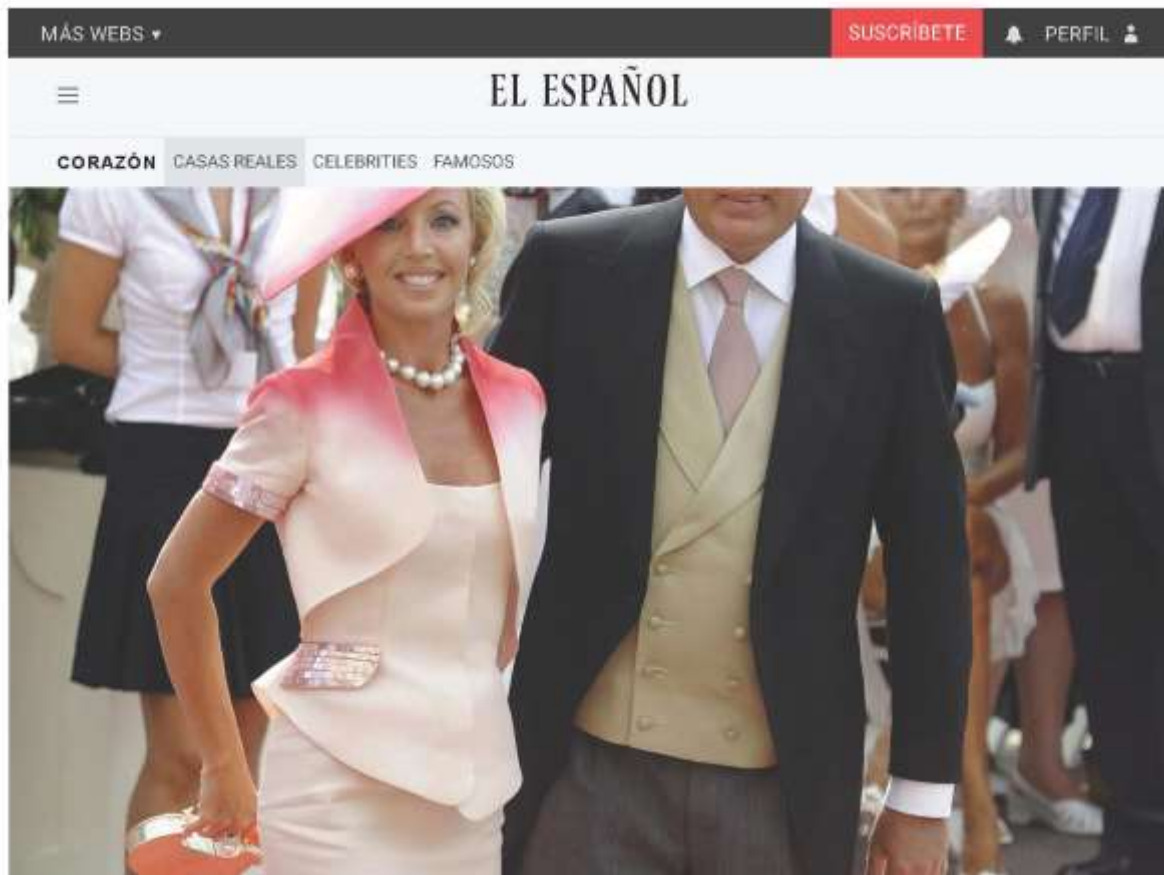 MÁS WEBS ▾
SUSCRÍBETE
PERFIL
EL ESPAÑOL
CORAZÓN CASAS REALES CELEBRITIES FAMOSOS